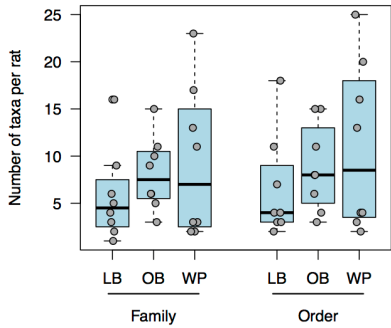 Number of taxa per rat
25
20
15
10
5
LB OB WP LB OB WP
Family Order